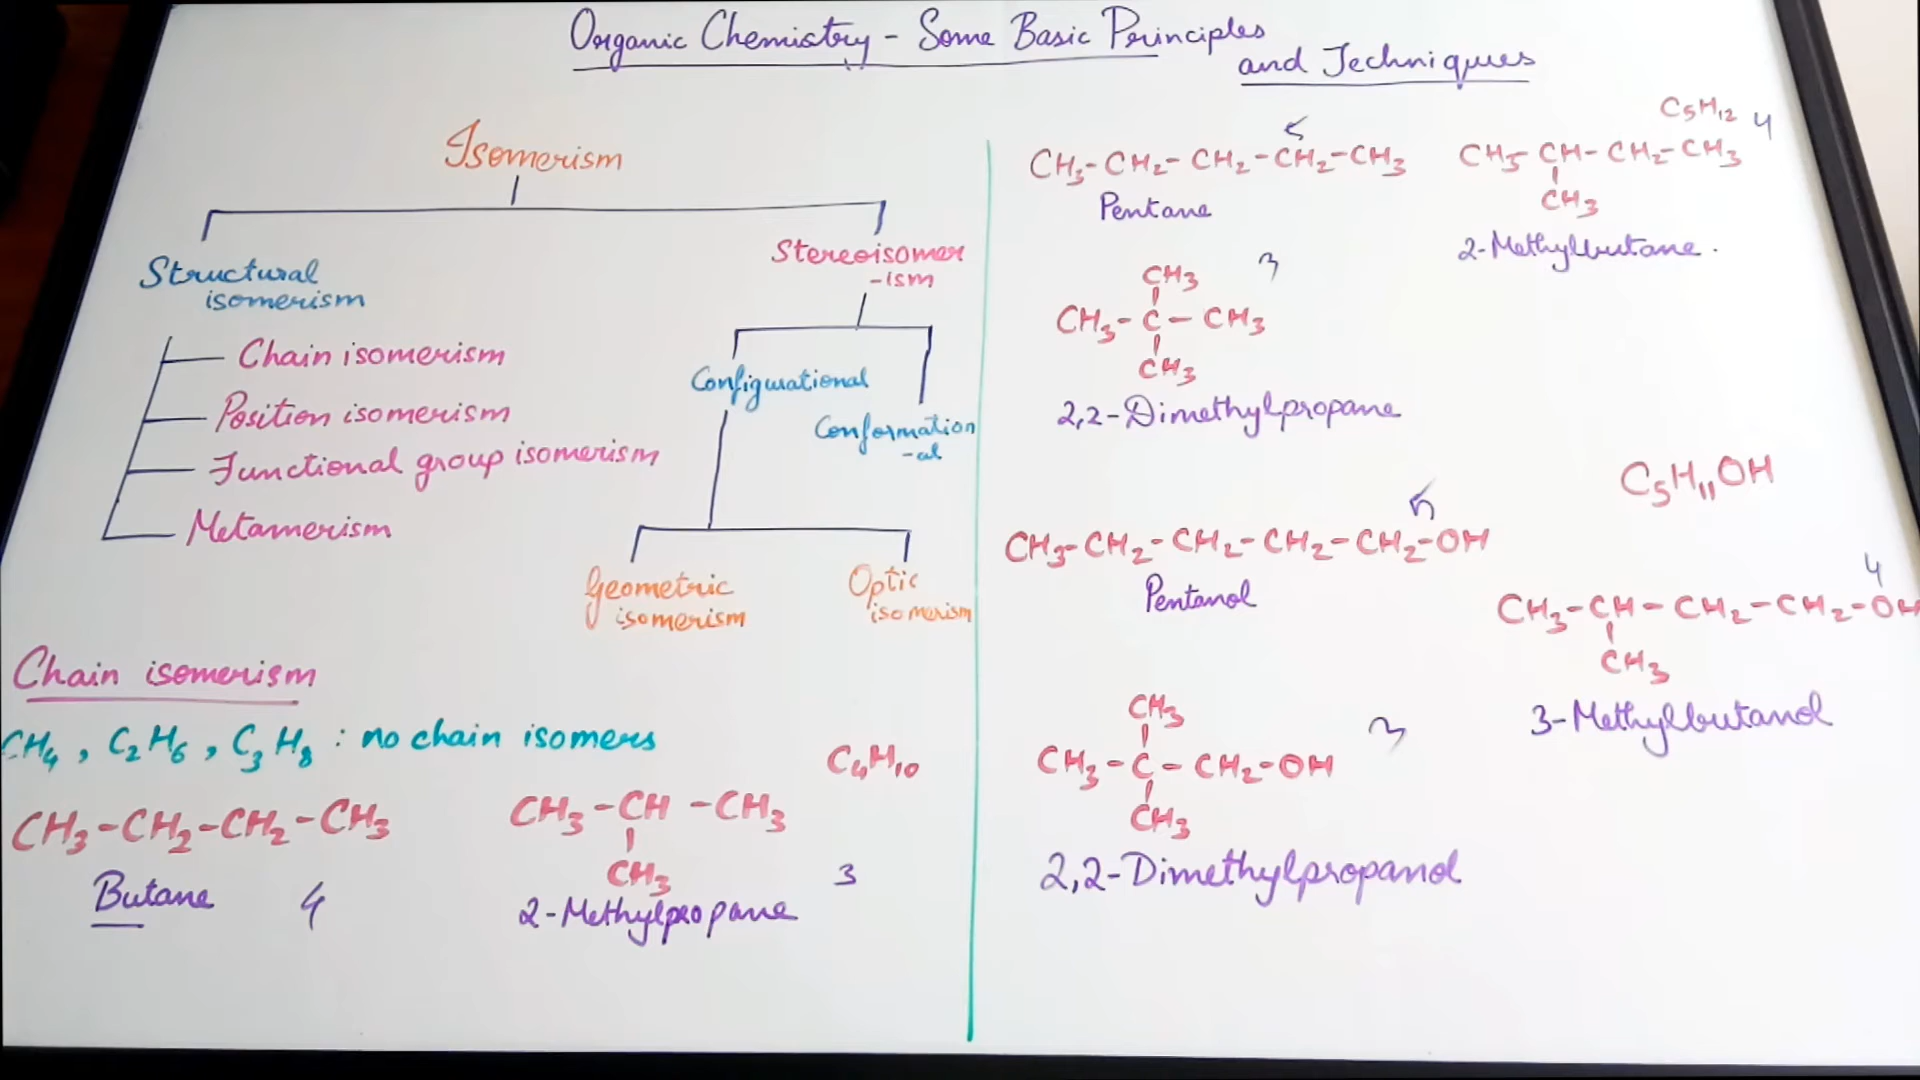 Organic Chemistry - Some Basic Principles
and Techniques
Isomerism
Structural
isomerism
Stereoisomer
-ism
Chain isomerism
Position isomerism
Functional group isomerism
Metamerism
Configurational
Conformation
-al
Geometric
isomerism
Optic
isomerism
Chain isomerism
CH₄, C₂H₆, C₃H₈ : no chain isomers
C₄H₁₀
CH₃-CH₂-CH₂-CH₃
Butane 4
CH₃-CH-CH₃
CH₃
3
2-Methylpropane
5
CH₃-CH₂-CH₂-CH₂-CH₃
Pentane
C₅H₁₂ 4
CH₃-CH-CH₂-CH₃
CH₃
2-Methylbutane.
CH₃ 3
CH₃-C-CH₃
CH₃
2,2-Dimethylpropane
C₅H₁₁OH
5
CH₃-CH₂-CH₂-CH₂-CH₂-OH
Pentanol
4
CH₃-CH-CH₂-CH₂-OH
CH₃
3-Methylbutanol
CH₃ 3
CH₃-C-CH₂-OH
CH₃
2,2-Dimethylpropanol